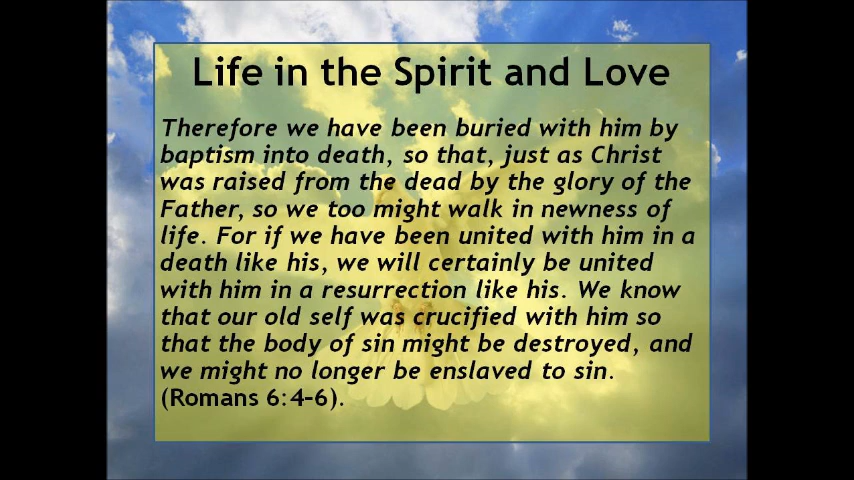 Life in the Spirit and Love
Therefore we have been buried with him by
baptism into death, so that, just as Christ
was raised from the dead by the glory of the
Father, so we too might walk in newness of
life. For if we have been united with him in a
death like his, we will certainly be united
with him in a resurrection like his. We know
that our old self was crucified with him so
that the body of sin might be destroyed, and
we might no longer be enslaved to sin.
(Romans 6:4-6).